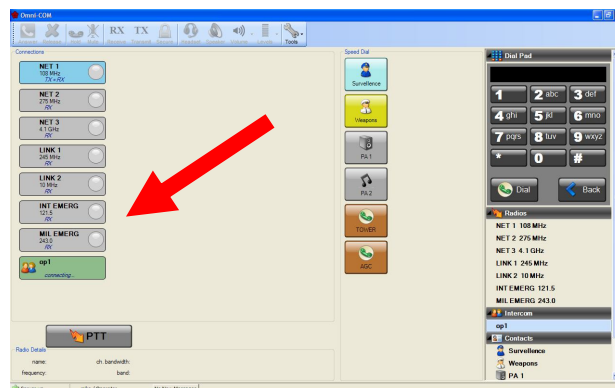 Omni-COM
RX TX
Tools
Connections
NET 1
108 MHz
TX+RX
NET 2
275 MHz
RX
NET 3
4.1 GHz
RX
LINK 1
245 MHz
RX
LINK 2
10 MHz
RX
INT EMERG
121.5
RX
MIL EMERG
243.0
RX
op1
connecting...
PTT
Radio Details
name: ch. bandwidth:
frequency: band:
Speed Dial
Survellence
Weapons
PA 1
PA 2
TOWER
AGC
Dial Pad
1 2 abc 3 def
4 ghi 5 jkl 6 mno
7 pqrs 8 tuv 9 wxyz
* 0 #
Dial Back
Radios
NET 1 108 MHz
NET 2 275 MHz
NET 3 4.1 GHz
LINK 1 245 MHz
LINK 2 10 MHz
INT EMERG 121.5
MIL EMERG 243.0
Intercom
op1
Contacts
Survellence
Weapons
PA 1